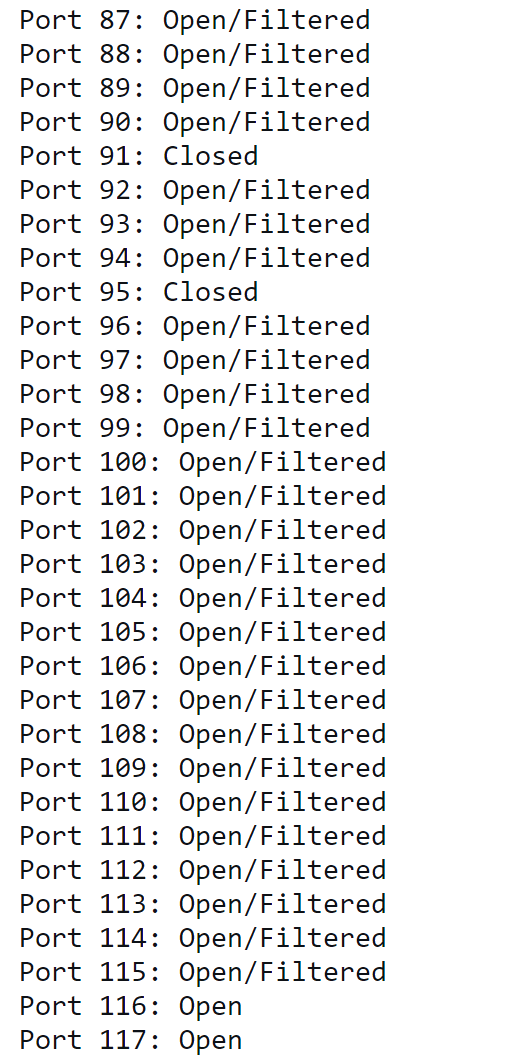 Port 87: Open/Filtered
Port 88: Open/Filtered
Port 89: Open/Filtered
Port 90: Open/Filtered
Port 91: Closed
Port 92: Open/Filtered
Port 93: Open/Filtered
Port 94: Open/Filtered
Port 95: Closed
Port 96: Open/Filtered
Port 97: Open/Filtered
Port 98: Open/Filtered
Port 99: Open/Filtered
Port 100: Open/Filtered
Port 101: Open/Filtered
Port 102: Open/Filtered
Port 103: Open/Filtered
Port 104: Open/Filtered
Port 105: Open/Filtered
Port 106: Open/Filtered
Port 107: Open/Filtered
Port 108: Open/Filtered
Port 109: Open/Filtered
Port 110: Open/Filtered
Port 111: Open/Filtered
Port 112: Open/Filtered
Port 113: Open/Filtered
Port 114: Open/Filtered
Port 115: Open/Filtered
Port 116: Open
Port 117: Open